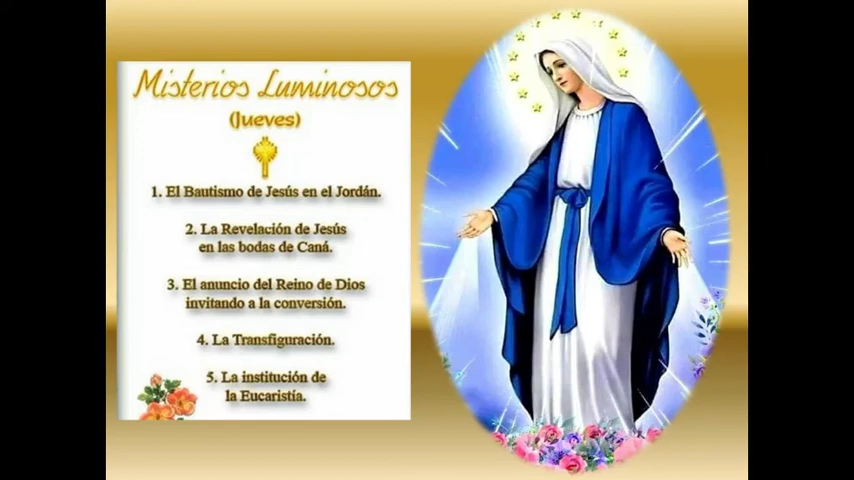 Misterios Luminosos
(Jueves)
1. El Bautismo de Jesús en el Jordán.
2. La Revelación de Jesús
en las bodas de Caná.
3. El anuncio del Reino de Dios
invitando a la conversión.
4. La Transfiguración.
5. La institución de
la Eucaristía.